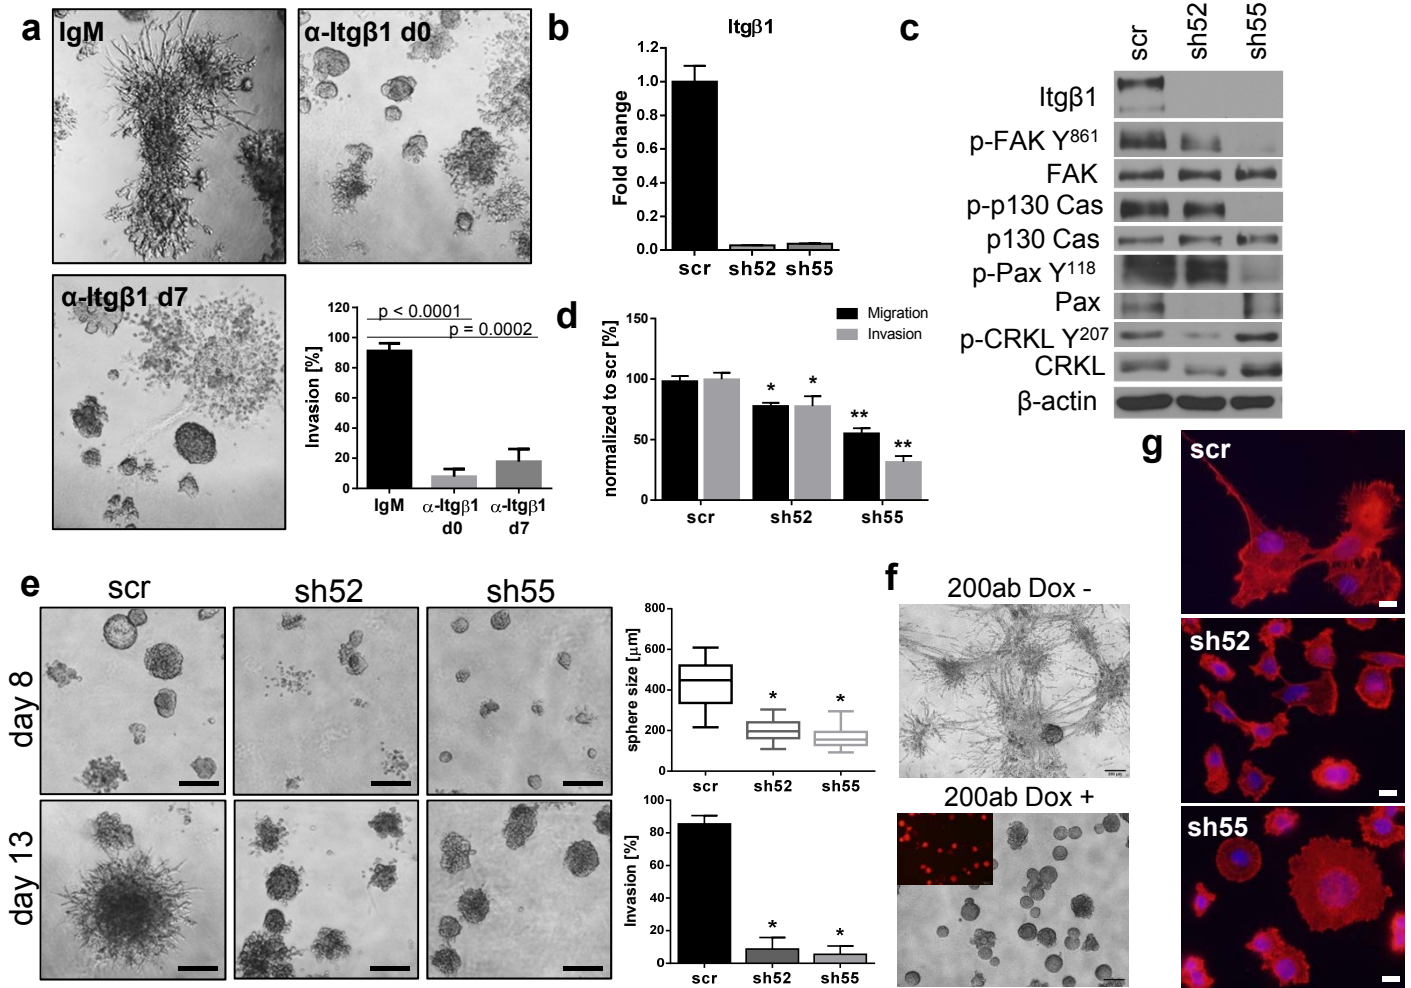 a
IgM
α-Itgβ1 d0
α-Itgβ1 d7
Invasion [%]
120
100
80
60
40
20
0
p < 0.0001
p = 0.0002
IgM
α-Itgβ1
d0
α-Itgβ1
d7
b
Itgβ1
Fold change
1.2
1.0
0.8
0.6
0.4
0.2
0.0
scr sh52 sh55
c
scr
sh52
sh55
Itgβ1
p-FAK Y861
FAK
p-p130 Cas
p130 Cas
p-Pax Y118
Pax
p-CRKL Y207
CRKL
β-actin
d
normalized to scr [%]
150
100
50
0
Migration
Invasion
* *
** **
scr sh52 sh55
e
scr sh52 sh55
day 8
day 13
sphere size [μm]
800
600
400
200
0
* *
scr sh52 sh55
Invasion [%]
100
80
60
40
20
0
* *
scr sh52 sh55
f
200ab Dox -
200ab Dox +
g
scr
sh52
sh55